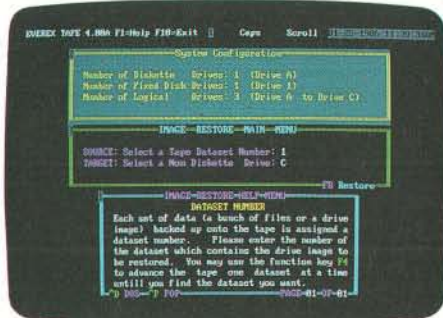 EVEREX TAPE 4.00A F1=Help F10=Exit Caps Scroll
System Configuration
Number of Diskette Drives: 1 (Drive A)
Number of Fixed Disk Drives: 1 (Drive 1)
Number of Logical Drives: 3 (Drive A to Drive C)
IMAGE-RESTORE-MAIN-MENU
SOURCE: Select a Tape Dataset Number: 1
TARGET: Select a Non Diskette Drive: C
F8 Restore
IMAGE-RESTORE-HELP-MENU
DATASET NUMBER
Each set of data (a bunch of files or a drive
image) backed up onto the tape is assigned a
dataset number. Please enter the number of
the dataset which contains the drive image to
be restored. You may use the function key F4
to advance the tape one dataset at a time
untill you find the dataset you want.
^D DOS ^P POP PAGE-01-OF-01